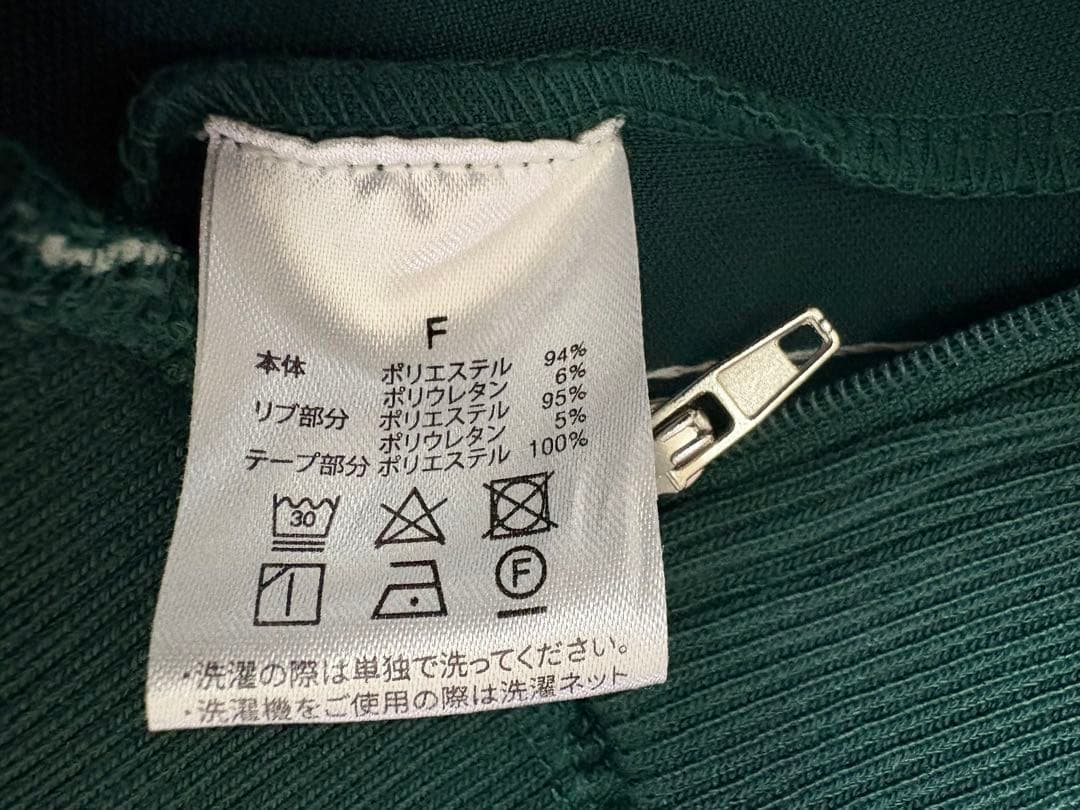 F
本体 ポリエステル 94%
ポリウレタン 6%
リブ部分 ポリエステル 95%
ポリウレタン 5%
テープ部分 ポリエステル 100%
30
F
・洗濯の際は単独で洗ってください。
・洗濯機をご使用の際は洗濯ネット